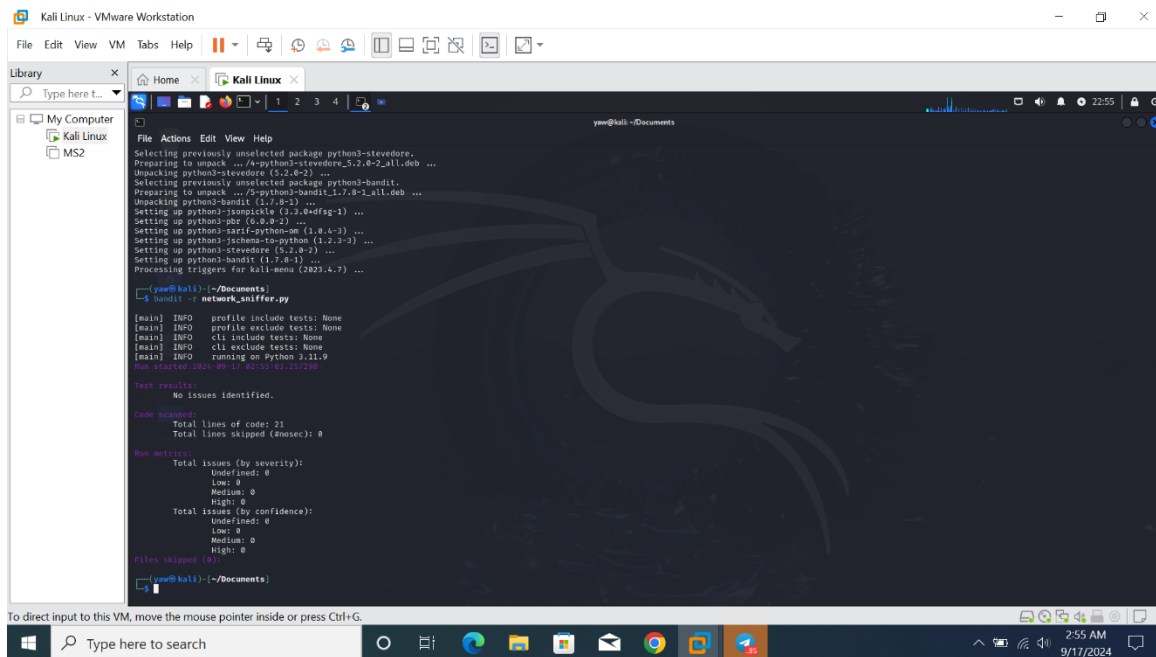 Kali Linux - VMware Workstation
File Edit View VM Tabs Help
Library
Type here t...
My Computer
Kali Linux
MS2
Home
Kali Linux
1 2 3 4
22:55
yaw@kali: ~/Documents
File Actions Edit View Help
Selecting previously unselected package python3-stevedore.
Preparing to unpack .../4-python3-stevedore_5.2.0-2_all.deb ...
Unpacking python3-stevedore (5.2.0-2) ...
Selecting previously unselected package python3-bandit.
Preparing to unpack .../5-python3-bandit_1.7.8-1_all.deb ...
Unpacking python3-bandit (1.7.8-1) ...
Setting up python3-jsonpickle (3.3.0+dfsg-1) ...
Setting up python3-pbr (6.0.0-2) ...
Setting up python3-sarif-python-om (1.0.4-3) ...
Setting up python3-jschema-to-python (1.2.3-3) ...
Setting up python3-stevedore (5.2.0-2) ...
Setting up python3-bandit (1.7.8-1) ...
Processing triggers for kali-menu (2023.4.7) ...
(yaw㉿kali)-[~/Documents]
$ bandit -r network_sniffer.py
[main] INFO profile include tests: None
[main] INFO profile exclude tests: None
[main] INFO cli include tests: None
[main] INFO cli exclude tests: None
[main] INFO running on Python 3.11.9
Run started:2024-09-17 02:55:03.257290
Test results:
No issues identified.
Code scanned:
Total lines of code: 21
Total lines skipped (#nosec): 0
Run metrics:
Total issues (by severity):
Undefined: 0
Low: 0
Medium: 0
High: 0
Total issues (by confidence):
Undefined: 0
Low: 0
Medium: 0
High: 0
Files skipped (0):
(yaw㉿kali)-[~/Documents]
$
To direct input to this VM, move the mouse pointer inside or press Ctrl+G.
Type here to search
2:55 AM
9/17/2024